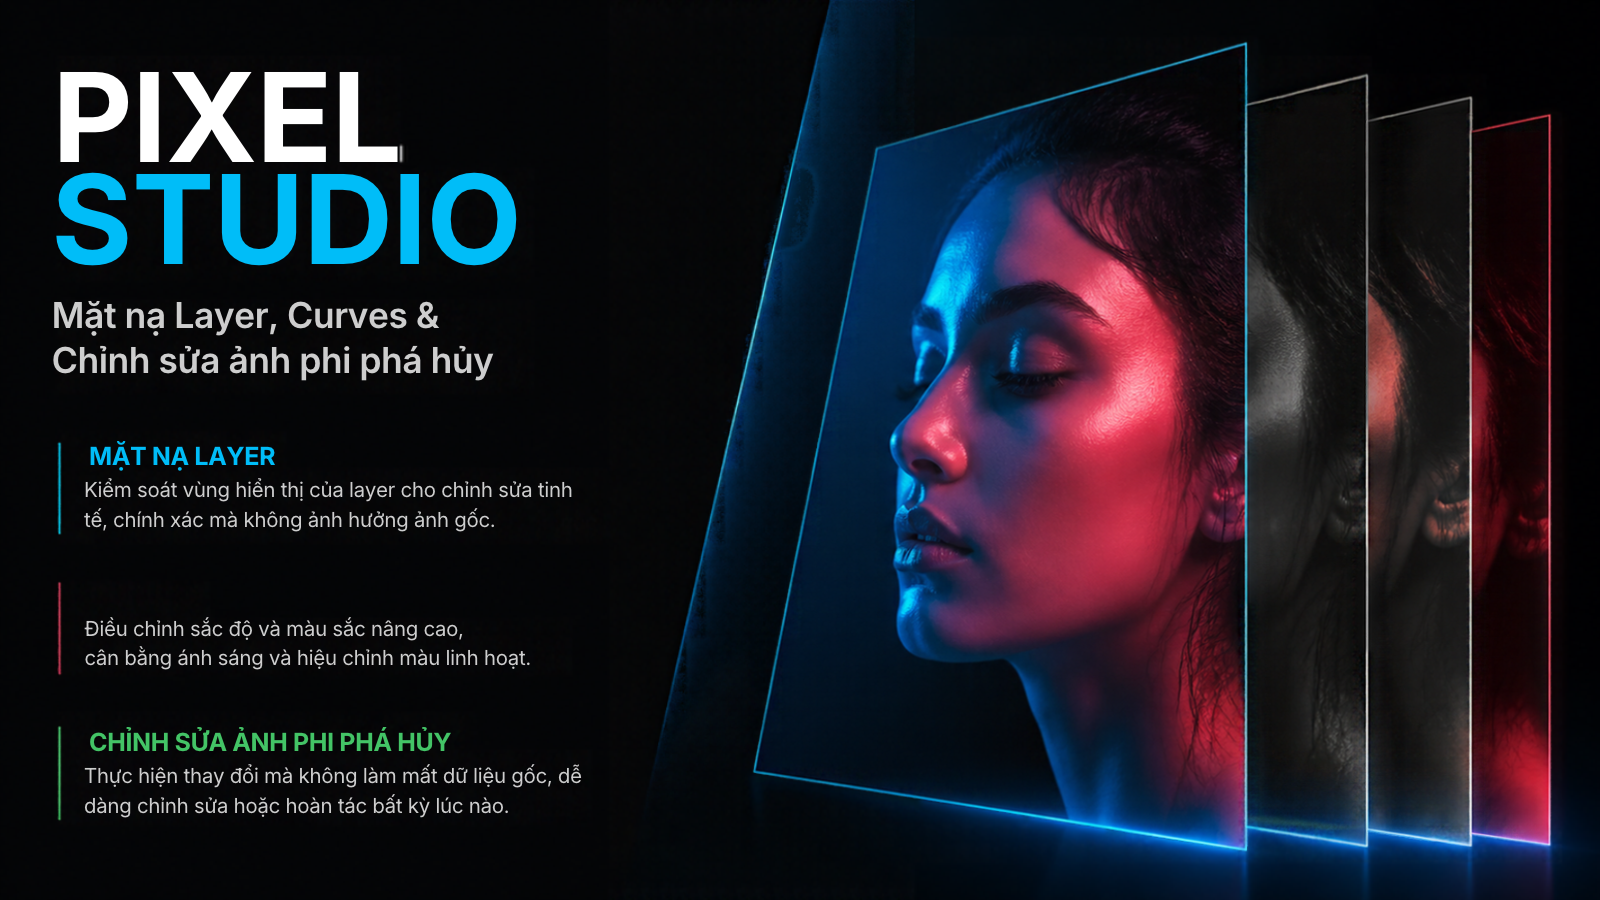 PIXEL
STUDIO
Mặt nạ Layer, Curves &
Chỉnh sửa ảnh phi phá hủy
MẶT NẠ LAYER
Kiểm soát vùng hiển thị của layer cho chỉnh sửa tinh
tế, chính xác mà không ảnh hưởng ảnh gốc.
Điều chỉnh sắc độ và màu sắc nâng cao,
cân bằng ánh sáng và hiệu chỉnh màu linh hoạt.
CHỈNH SỬA ẢNH PHI PHÁ HỦY
Thực hiện thay đổi mà không làm mất dữ liệu gốc, dễ
dàng chỉnh sửa hoặc hoàn tác bất kỳ lúc nào.